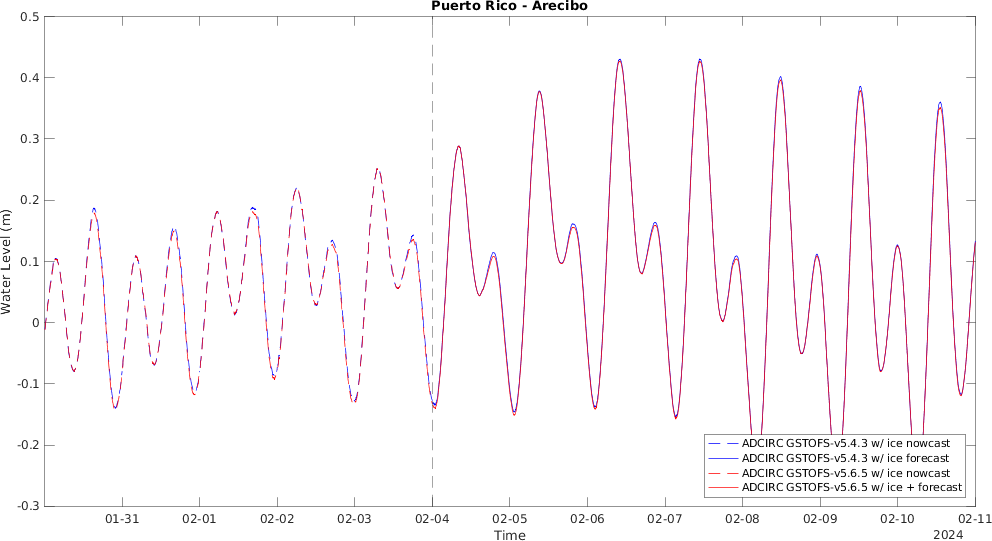 Puerto Rico - Arecibo
0.5
0.4
0.3
0.2
0.1
0
-0.1
-0.2
-0.3
Water Level (m)
ADCIRC GSTOFS-v5.4.3 w/ ice nowcast
ADCIRC GSTOFS-v5.4.3 w/ ice forecast
ADCIRC GSTOFS-v5.6.5 w/ ice nowcast
ADCIRC GSTOFS-v5.6.5 w/ ice + forecast
01-31 02-01 02-02 02-03 02-04 02-05 02-06 02-07 02-08 02-09 02-10 02-11
Time
2024